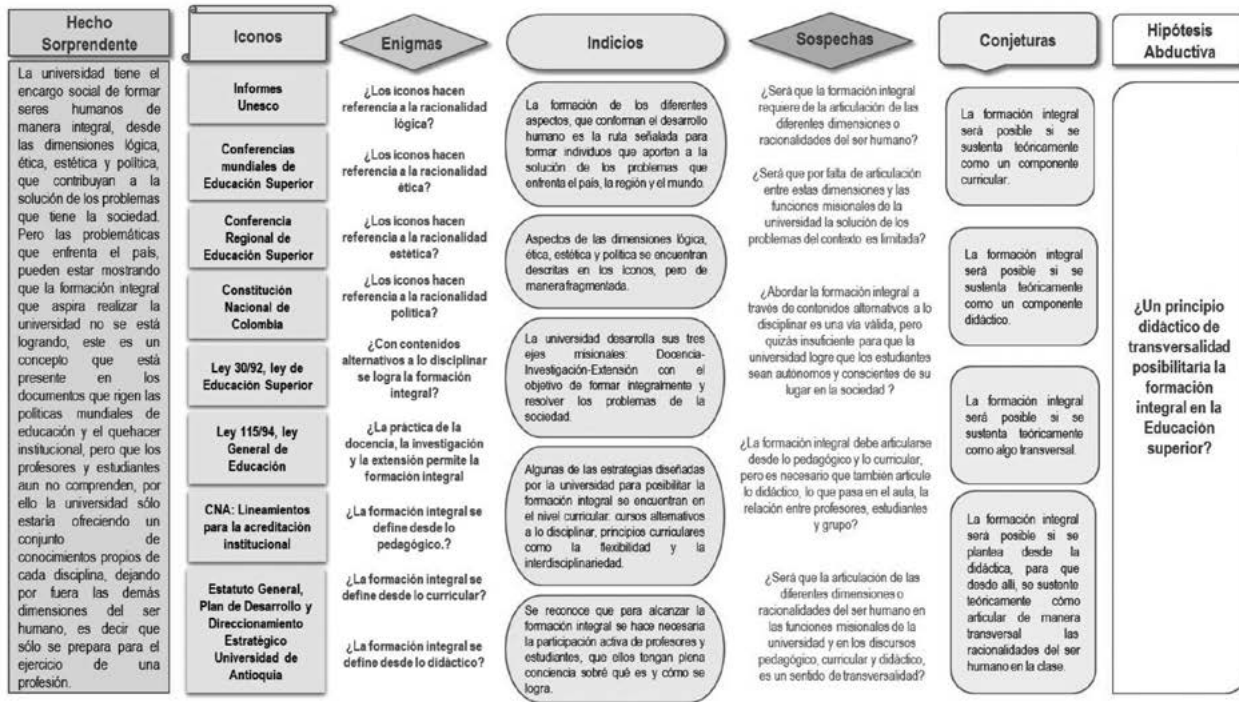 Hecho
Sorprendente
La universidad tiene el
encargo social de formar
seres humanos de
manera integral, desde
las dimensiones lógica,
ética, estética y política,
que contribuyan a la
solución de los problemas
que tiene la sociedad.
Pero las problemáticas
que enfrenta el país,
pueden estar mostrando
que la formación integral
que aspira realizar la
universidad no se está
logrando, este es un
concepto que está
presente en los
documentos que rigen las
políticas mundiales de
educación y el quehacer
institucional, pero que los
profesores y estudiantes
aun no comprenden, por
ello la universidad sólo
estaría ofreciendo un
conjunto de
conocimientos propios de
cada disciplina, dejando
por fuera las demás
dimensiones del ser
humano, es decir que
sólo se prepara para el
ejercicio de una
profesión.
Iconos
Informes
Unesco
Conferencias
mundiales de
Educación Superior
Conferencia
Regional de
Educación Superior
Constitución
Nacional de
Colombia
Ley 30/92, ley de
Educación Superior
Ley 115/94, ley
General de
Educación
CNA: Lineamientos
para la acreditación
institucional
Estatuto General,
Plan de Desarrollo y
Direccionamiento
Estratégico
Universidad de
Antioquia
Enigmas
¿Los iconos hacen
referencia a la racionalidad
lógica?
¿Los iconos hacen
referencia a la racionalidad
ética?
¿Los iconos hacen
referencia a la racionalidad
estética?
¿Los iconos hacen
referencia a la racionalidad
política?
¿Con contenidos
alternativos a lo disciplinar
se logra la formación
integral?
¿La práctica de la
docencia, la investigación
y la extensión permite la
formación integral
¿La formación integral se
define desde lo
pedagógico.?
¿La formación integral se
define desde lo curricular?
¿La formación integral se
define desde lo didáctico?
Indicios
La formación de los diferentes
aspectos, que conforman el desarrollo
humano es la ruta señalada para
formar individuos que aporten a la
solución de los problemas que
enfrenta el país, la región y el mundo.
Aspectos de las dimensiones lógica,
ética, estética y política se encuentran
descritas en los íconos, pero de
manera fragmentada.
La universidad desarrolla sus tres
ejes misionales: Docencia-
Investigación-Extensión con el
objetivo de formar integralmente y
resolver los problemas de la
sociedad.
Algunas de las estrategias diseñadas
por la universidad para posibilitar la
formación integral se encuentran en
el nivel curricular: cursos alternativos
a lo disciplinar, principios curriculares
como la flexibilidad y la
interdisciplinariedad.
Se reconoce que para alcanzar la
formación integral se hace necesaria
la participación activa de profesores y
estudiantes, que ellos tengan plena
conciencia sobré qué es y cómo se
logra.
Sospechas
¿Será que la formación integral
requiere de la articulación de las
diferentes dimensiones o
racionalidades del ser humano?
¿Será que por falta de articulación
entre estas dimensiones y las
funciones misionales de la
universidad la solución de los
problemas del contexto es limitada?
¿Abordar la formación integral a
través de contenidos alternativos a lo
disciplinar es una vía válida, pero
quizás insuficiente para que la
universidad logre que los estudiantes
sean autónomos y conscientes de su
lugar en la sociedad ?
¿La formación integral debe articularse
desde lo pedagógico y lo curricular,
pero es necesario que también articule
lo didáctico, lo que pasa en el aula, la
relación entre profesores, estudiantes
y grupo?
¿Será que la articulación de las
diferentes dimensiones o
racionalidades del ser humano en
las funciones misionales de la
universidad y en los discursos
pedagógico, curricular y didáctico,
es un sentido de transversalidad?
Conjeturas
La formación integral
será posible si se
sustenta teóricamente
como un componente
curricular.
La formación integral
será posible si se
sustenta teóricamente
como un componente
didáctico.
La formación integral
será posible si se
sustenta teóricamente
como algo transversal.
La formación integral
será posible si se
plantea desde la
didáctica, para que
desde allí, se sustente
teóricamente cómo
articular de manera
transversal las
racionalidades del ser
humano en la clase.
Hipótesis
Abductiva
¿Un principio
didáctico de
transversalidad
posibilitaría la
formación
integral en la
Educación
superior?